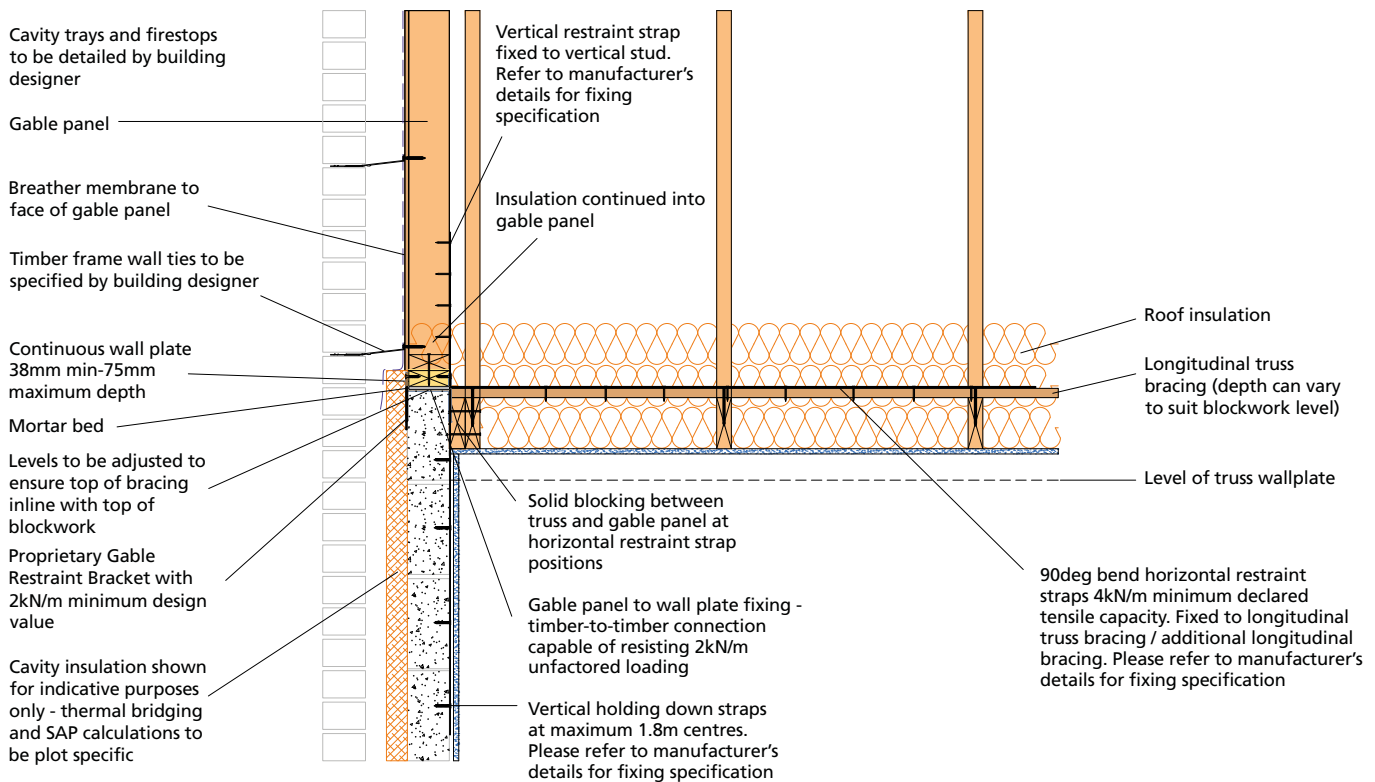 Cavity trays and firestops
to be detailed by building
designer
Gable panel
Breather membrane to
face of gable panel
Timber frame wall ties to be
specified by building designer
Continuous wall plate
38mm min-75mm
maximum depth
Mortar bed
Levels to be adjusted to
ensure top of bracing
inline with top of
blockwork
Proprietary Gable
Restraint Bracket with
2kN/m minimum design
value
Cavity insulation shown
for indicative purposes
only - thermal bridging
and SAP calculations to
be plot specific
Vertical restraint strap
fixed to vertical stud.
Refer to manufacturer's
details for fixing
specification
Insulation continued into
gable panel
Solid blocking between
truss and gable panel at
horizontal restraint strap
positions
Gable panel to wall plate fixing -
timber-to-timber connection
capable of resisting 2kN/m
unfactored loading
Vertical holding down straps
at maximum 1.8m centres.
Please refer to manufacturer's
details for fixing specification
Roof insulation
Longitudinal truss
bracing (depth can vary
to suit blockwork level)
Level of truss wallplate
90deg bend horizontal restraint
straps 4kN/m minimum declared
tensile capacity. Fixed to longitudinal
truss bracing / additional longitudinal
bracing. Please refer to manufacturer's
details for fixing specification